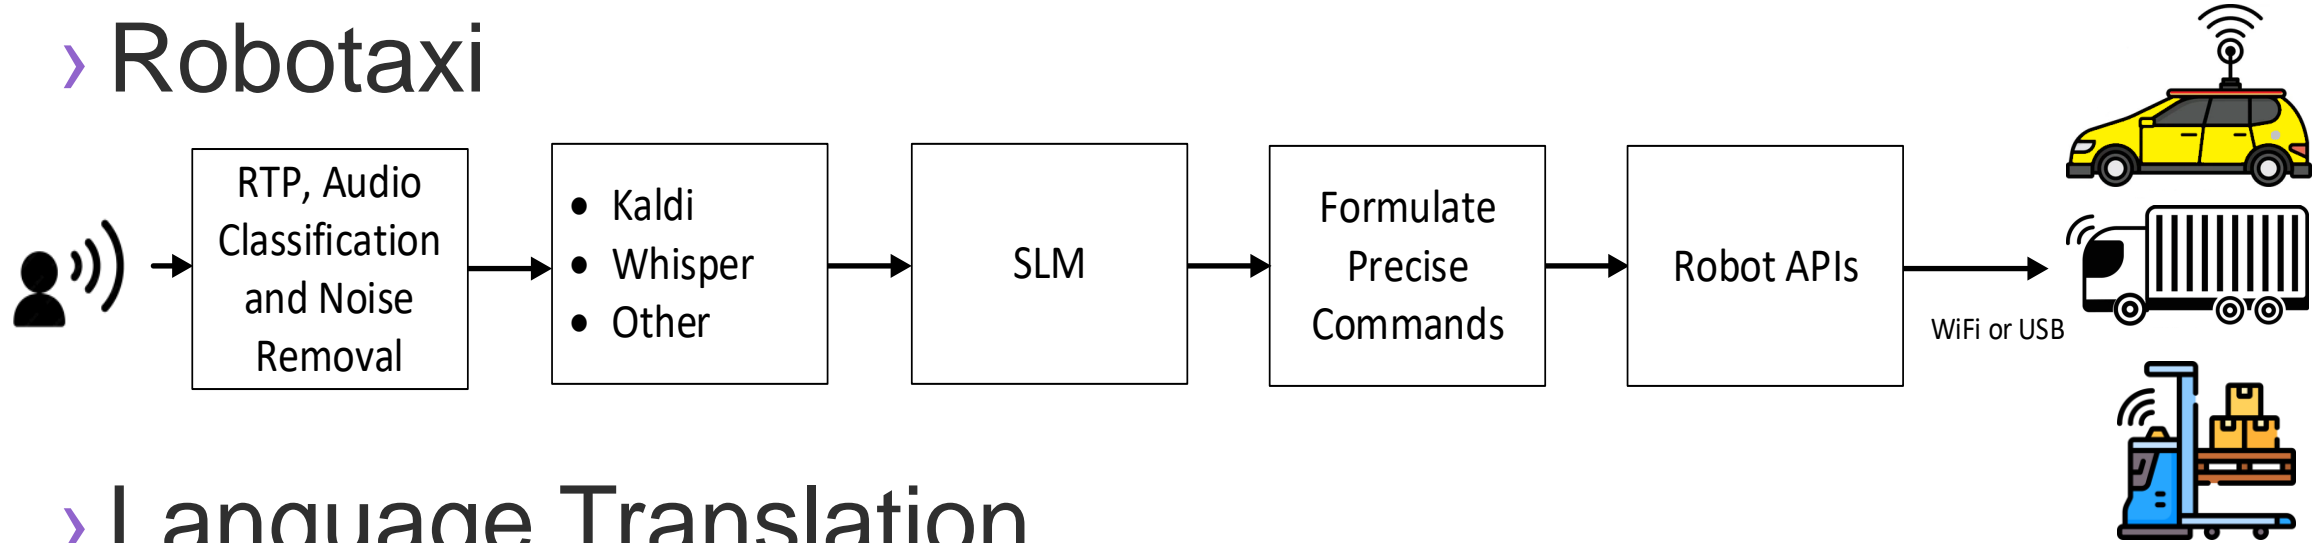 › Robotaxi
RTP, Audio
Classification
and Noise
Removal
• Kaldi
• Whisper
• Other
SLM
Formulate
Precise
Commands
Robot APIs
WiFi or USB
› Language Translation